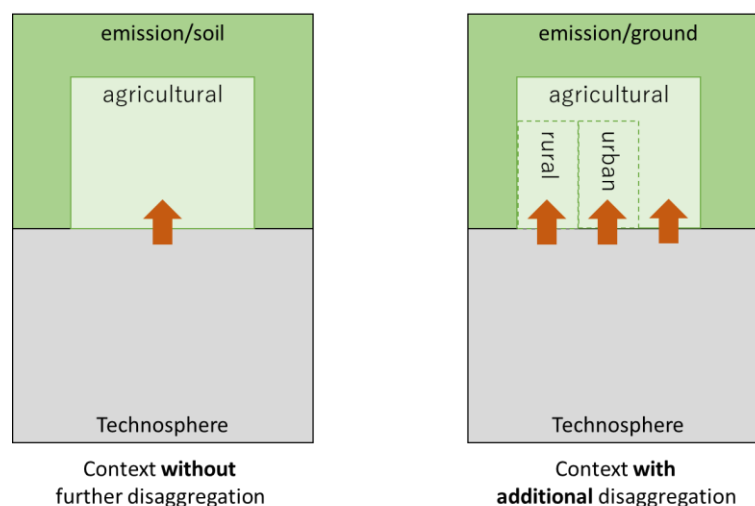 emission/soil
agricultural
Technosphere
Context without
further disaggregation
emission/ground
agricultural
rural
urban
Technosphere
Context with
additional disaggregation